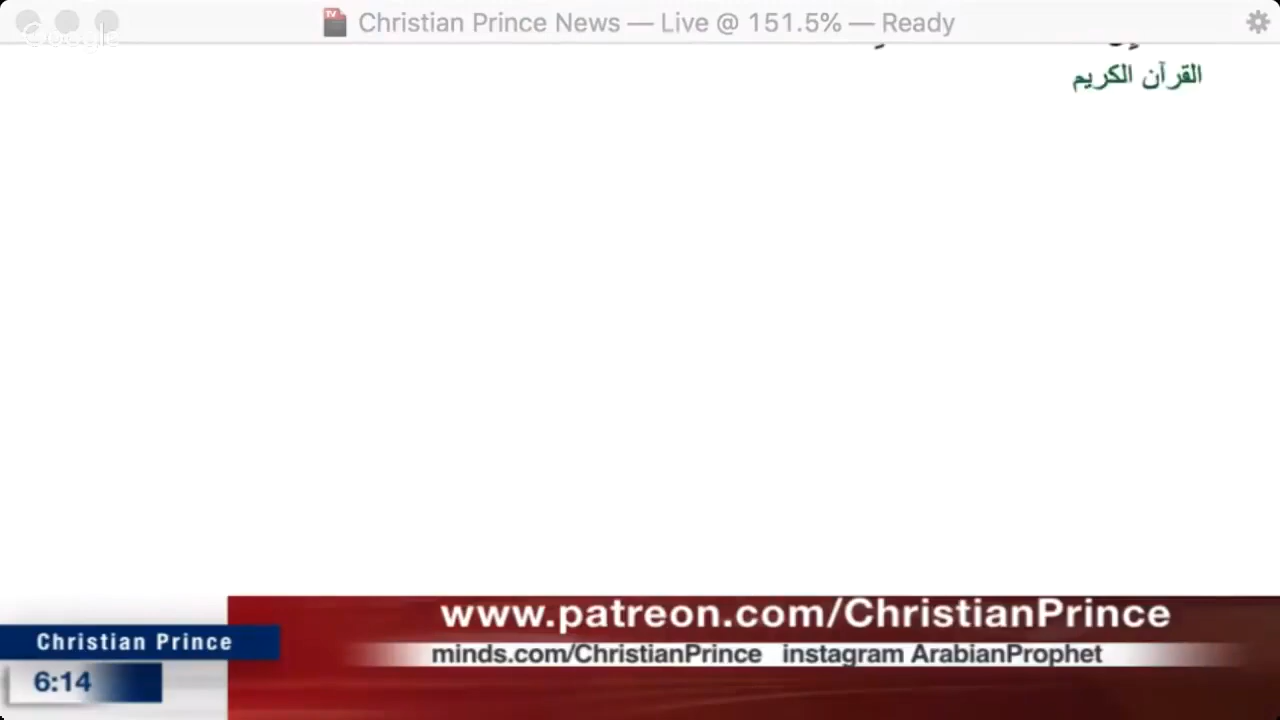 Christian Prince News — Live @ 151.5% — Ready
Google
القرآن الكريم
www.patreon.com/ChristianPrince
Christian Prince
minds.com/ChristianPrince instagram ArabianProphet
6:14